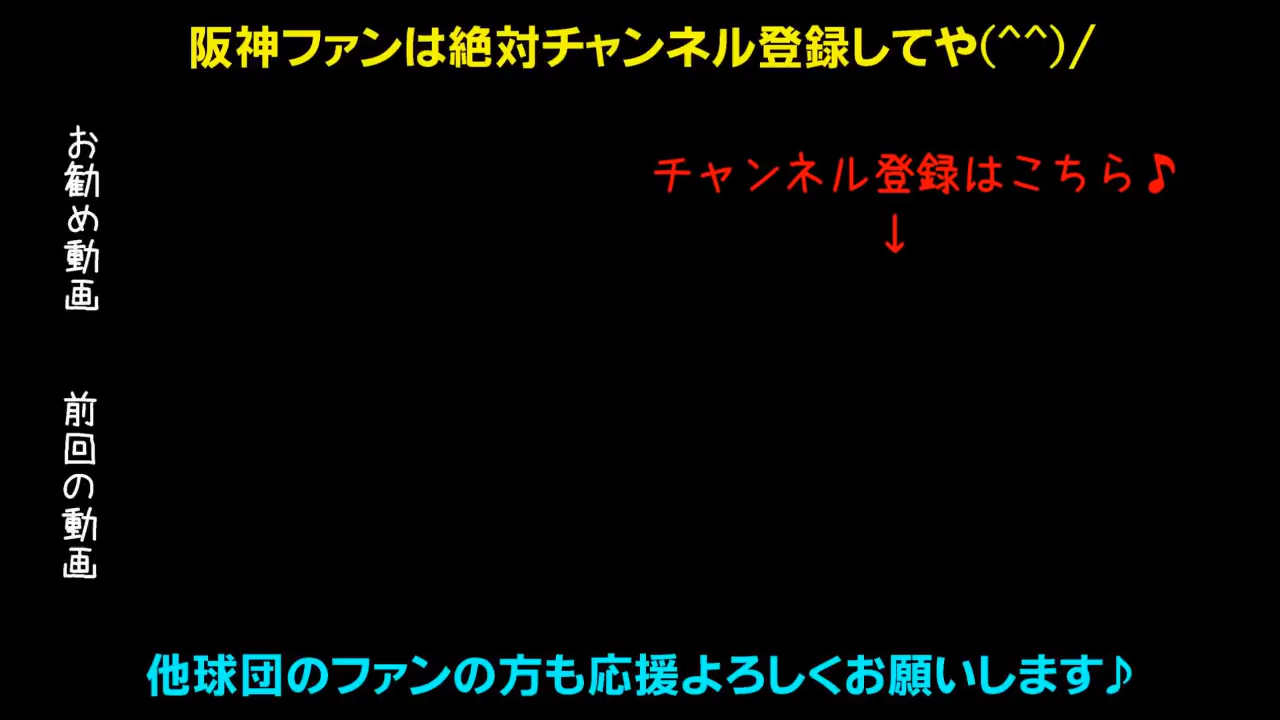 阪神ファンは絶対チャンネル登録してや(^^)/
お勧め動画
チャンネル登録はこちら♪
↓
前回の動画
他球団のファンの方も応援よろしくお願いします♪